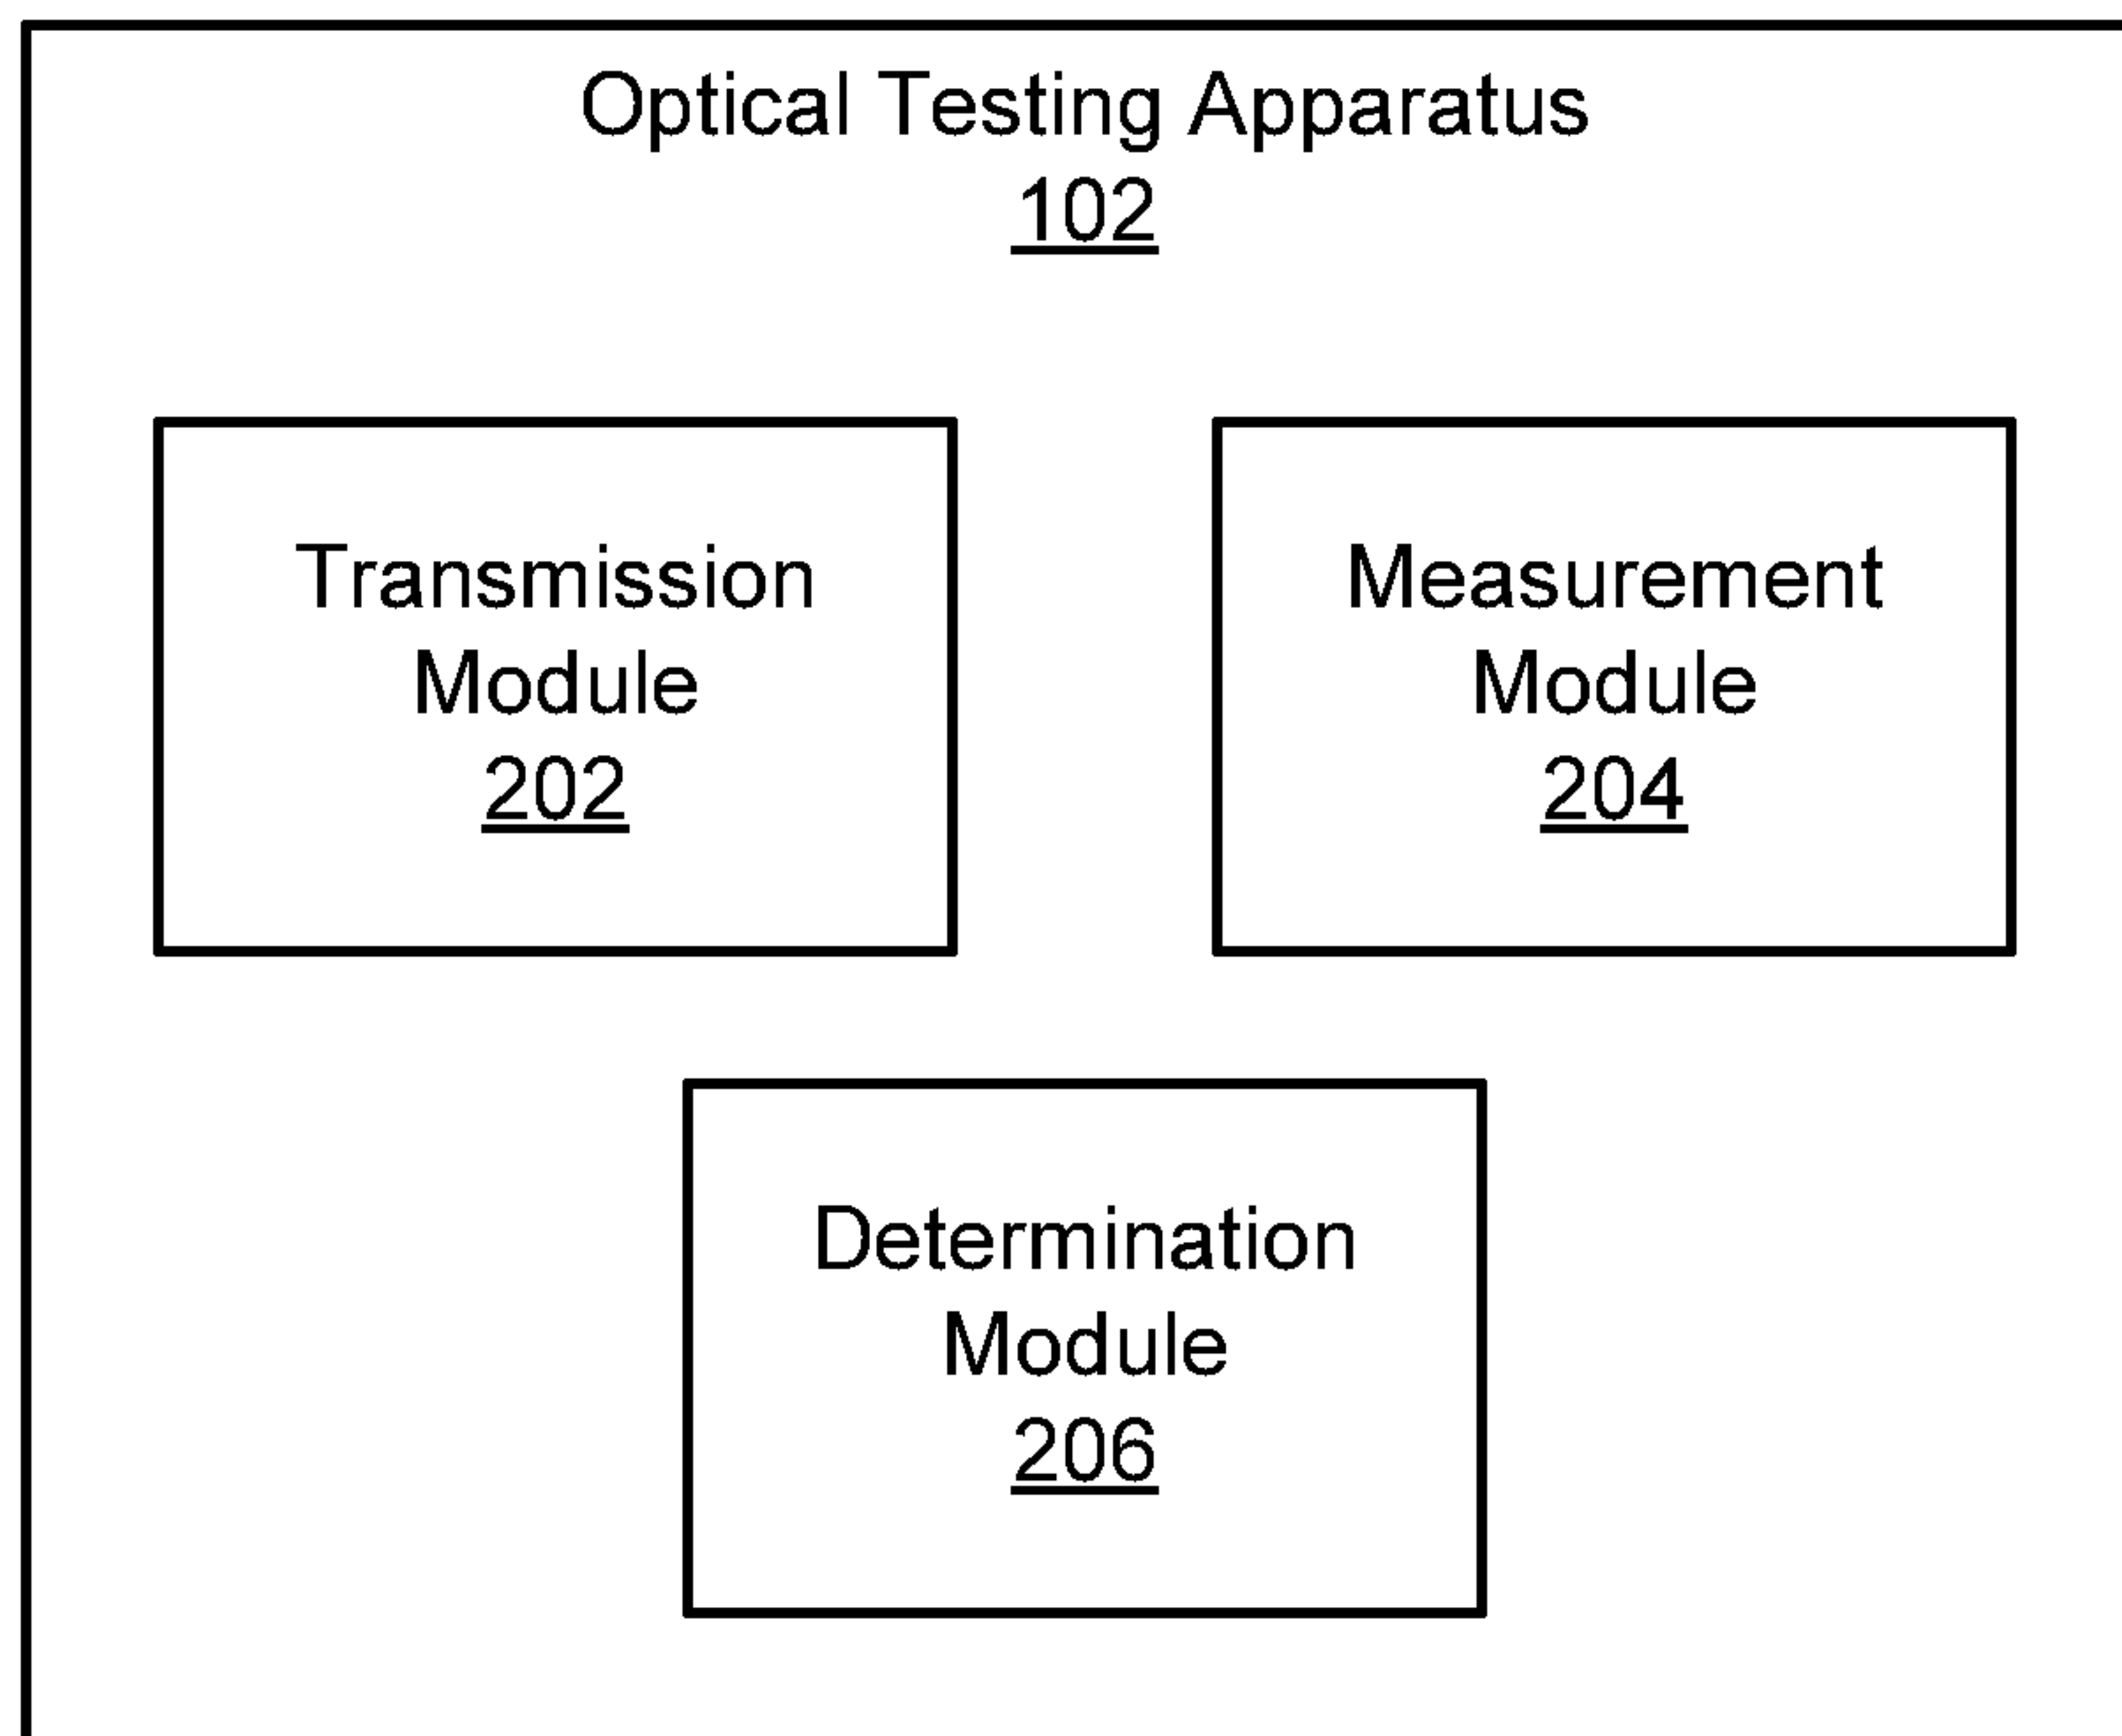 Optical Testing Apparatus
102
Transmission
Module
202
Measurement
Module
204
Determination
Module
206